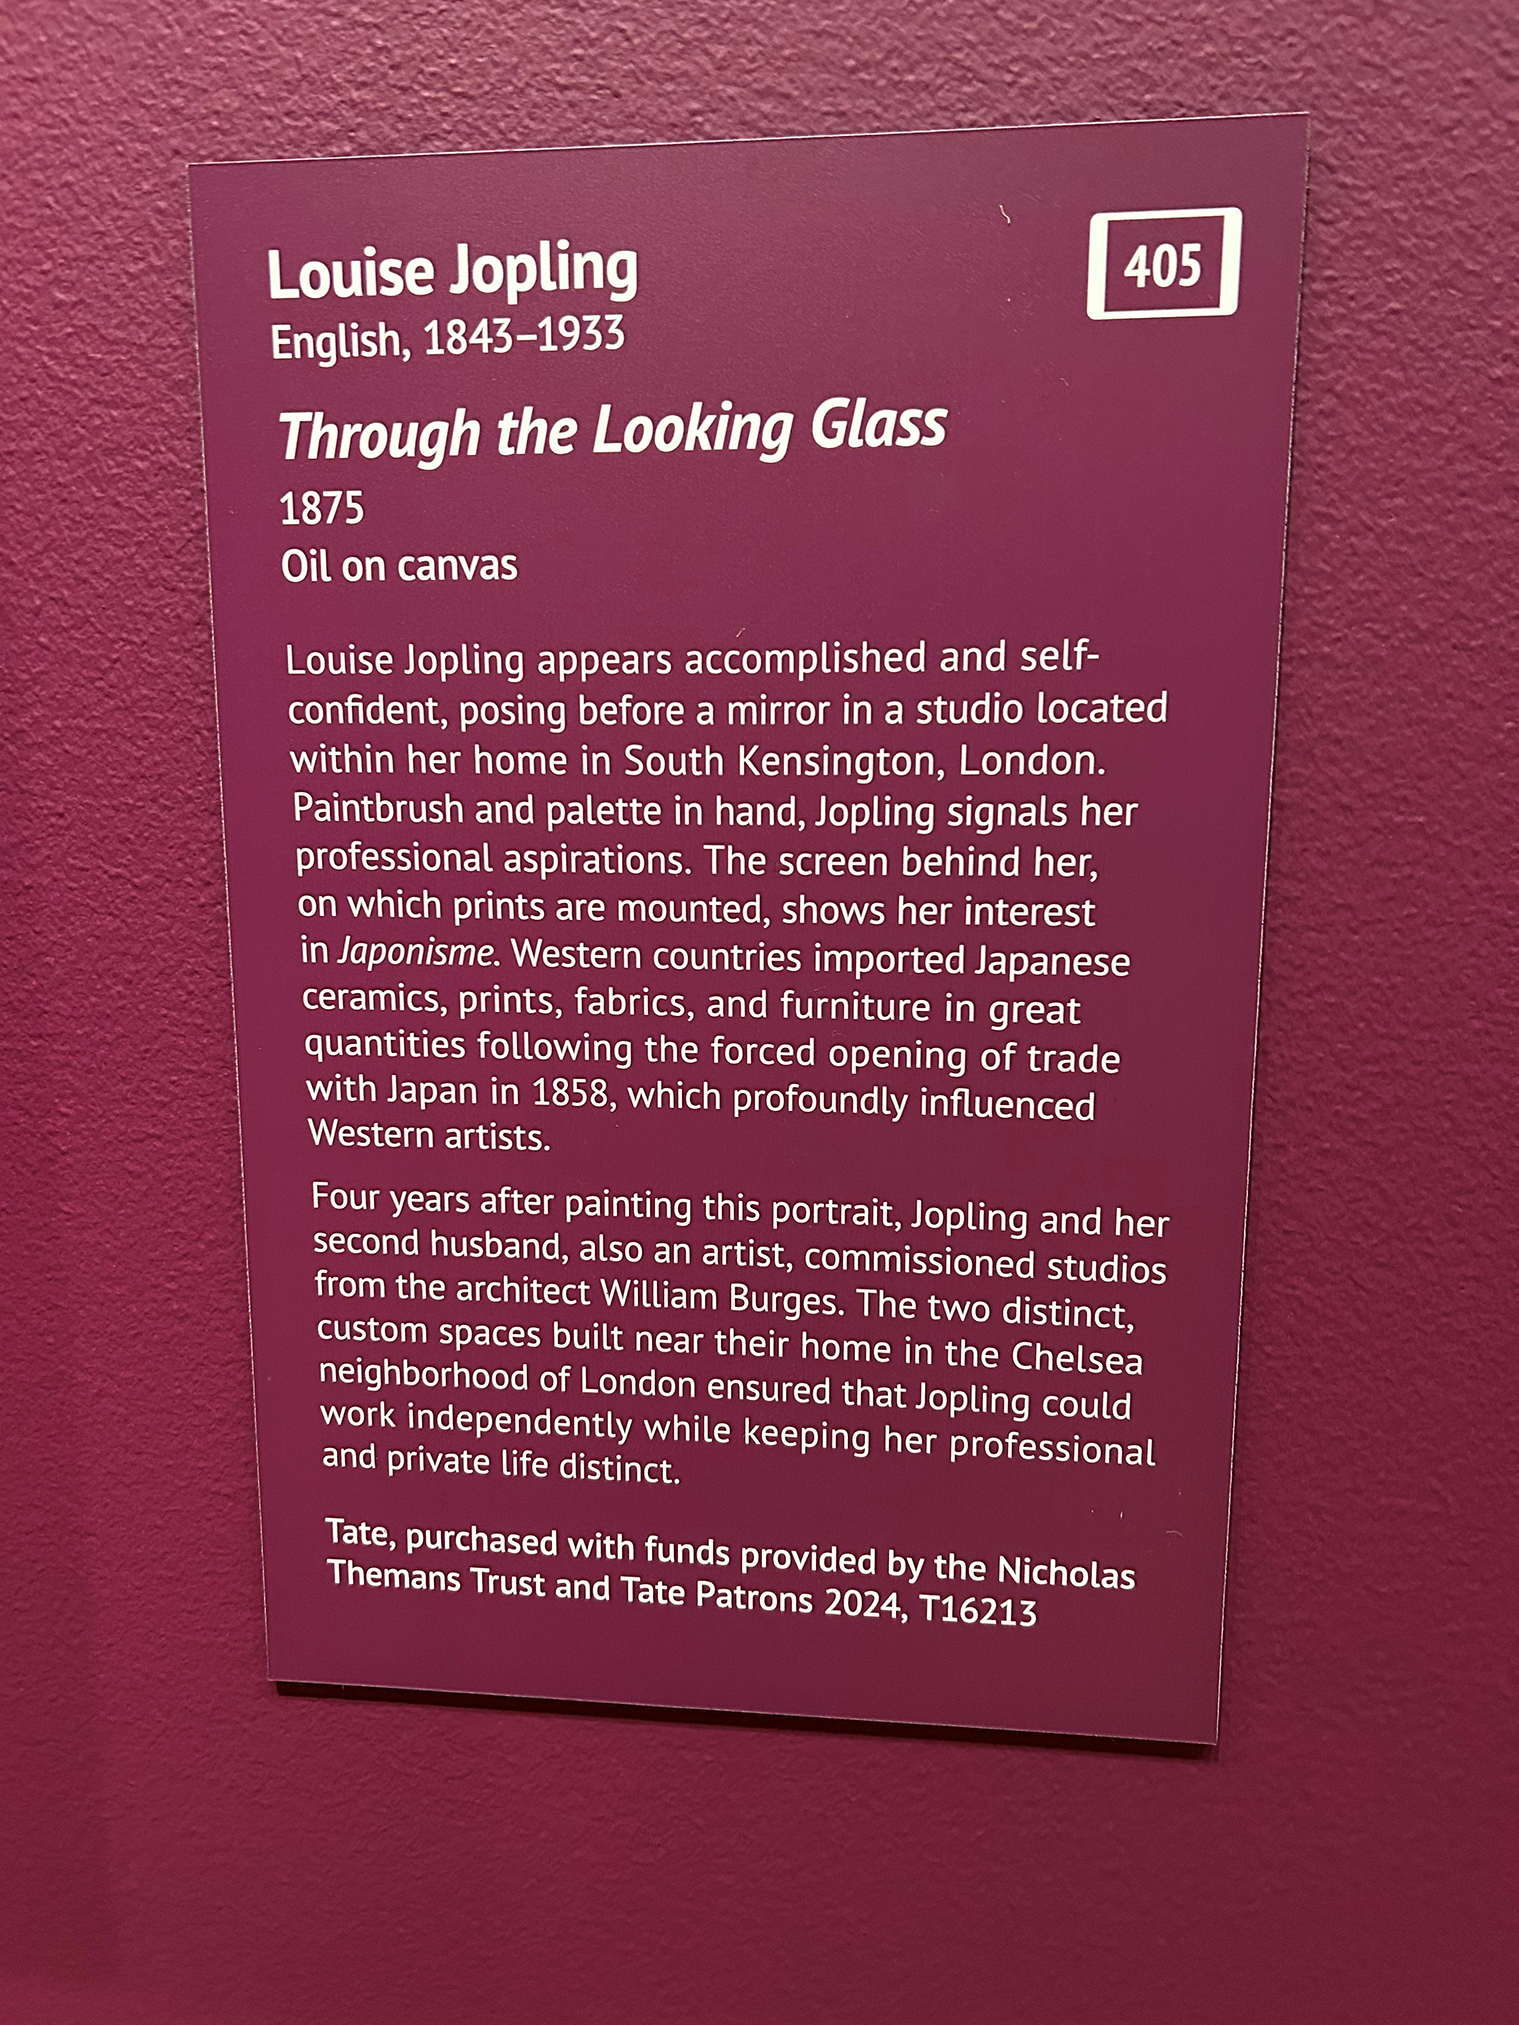 Louise Jopling
405
English, 1843–1933
Through the Looking Glass
1875
Oil on canvas
Louise Jopling appears accomplished and self-
confident, posing before a mirror in a studio located
within her home in South Kensington, London.
Paintbrush and palette in hand, Jopling signals her
professional aspirations. The screen behind her,
on which prints are mounted, shows her interest
in Japonisme. Western countries imported Japanese
ceramics, prints, fabrics, and furniture in great
quantities following the forced opening of trade
with Japan in 1858, which profoundly influenced
Western artists.
Four years after painting this portrait, Jopling and her
second husband, also an artist, commissioned studios
from the architect William Burges. The two distinct,
custom spaces built near their home in the Chelsea
neighborhood of London ensured that Jopling could
work independently while keeping her professional
and private life distinct.
Tate, purchased with funds provided by the Nicholas
Themans Trust and Tate Patrons 2024, T16213